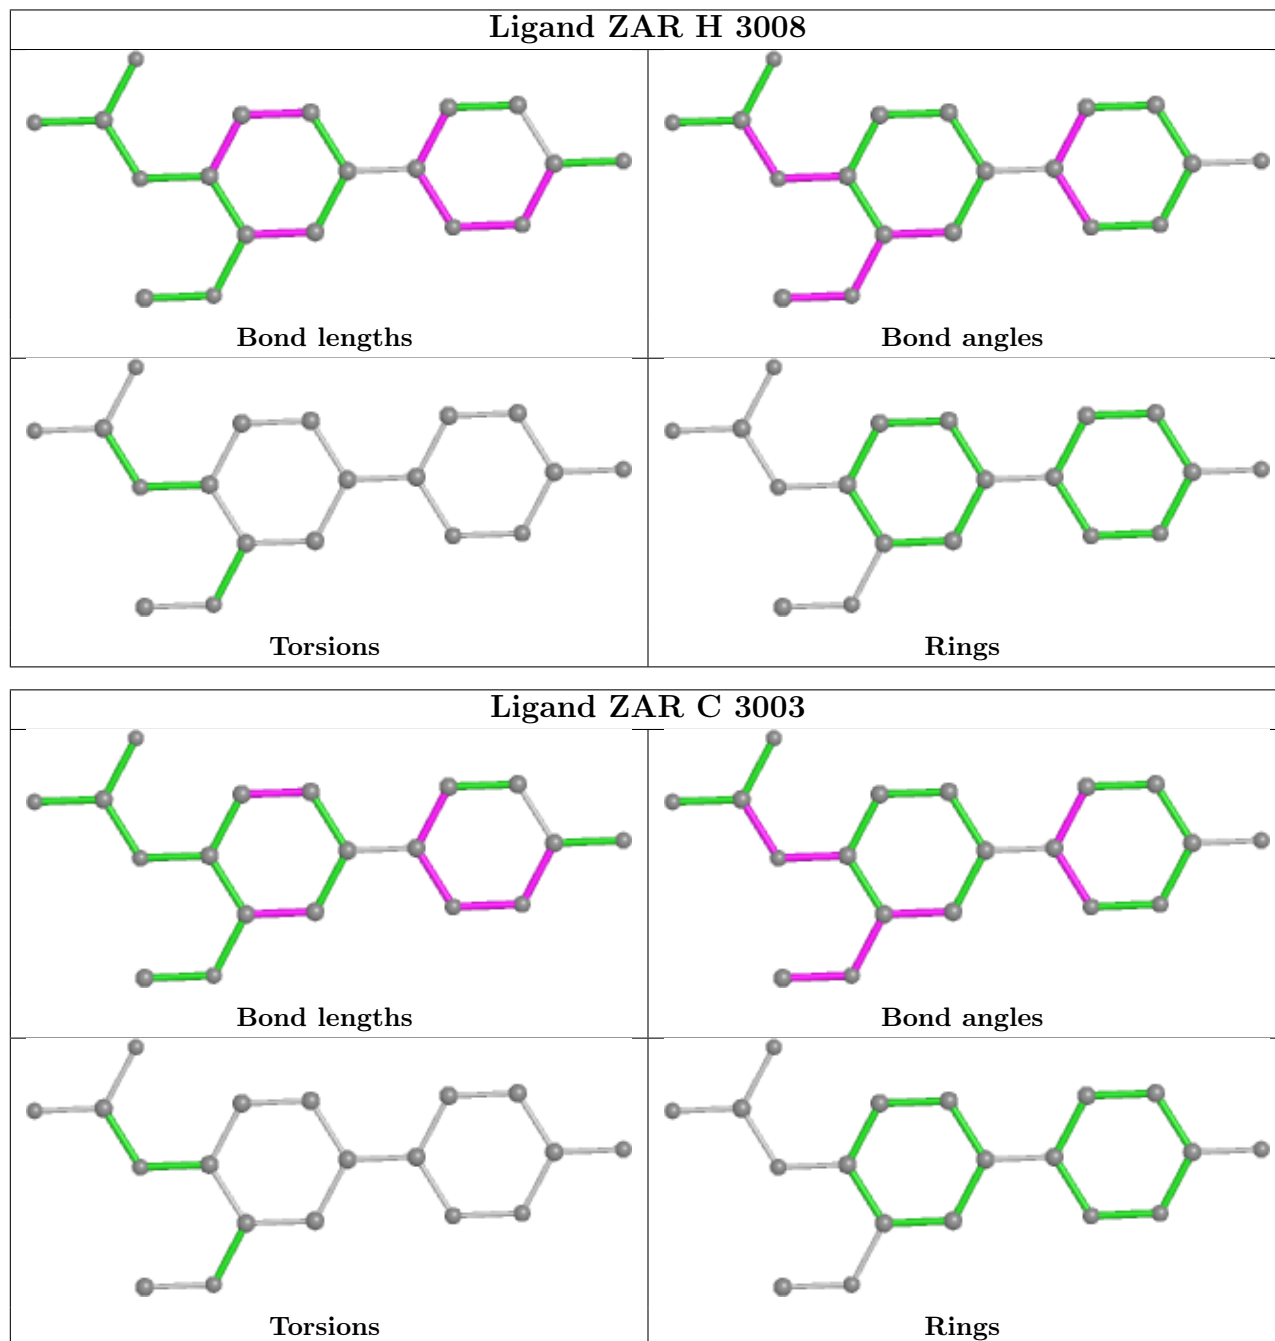 Ligand ZAR H 3008
Bond lengths
Bond angles
Torsions
Rings
Ligand ZAR C 3003
Bond lengths
Bond angles
Torsions
Rings